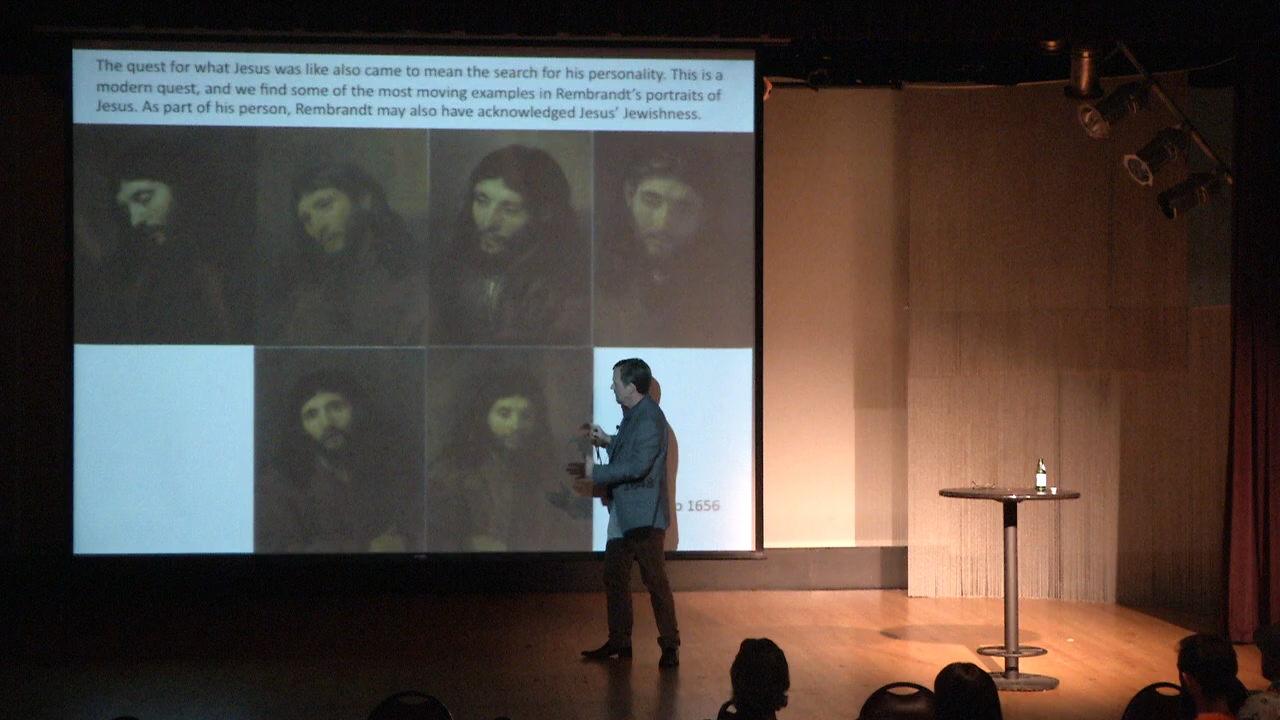 The quest for what Jesus was like also came to mean the search for his personality. This is a
modern quest, and we find some of the most moving examples in Rembrandt's portraits of
Jesus. As part of his person, Rembrandt may also have acknowledged Jesus' Jewishness.
1656